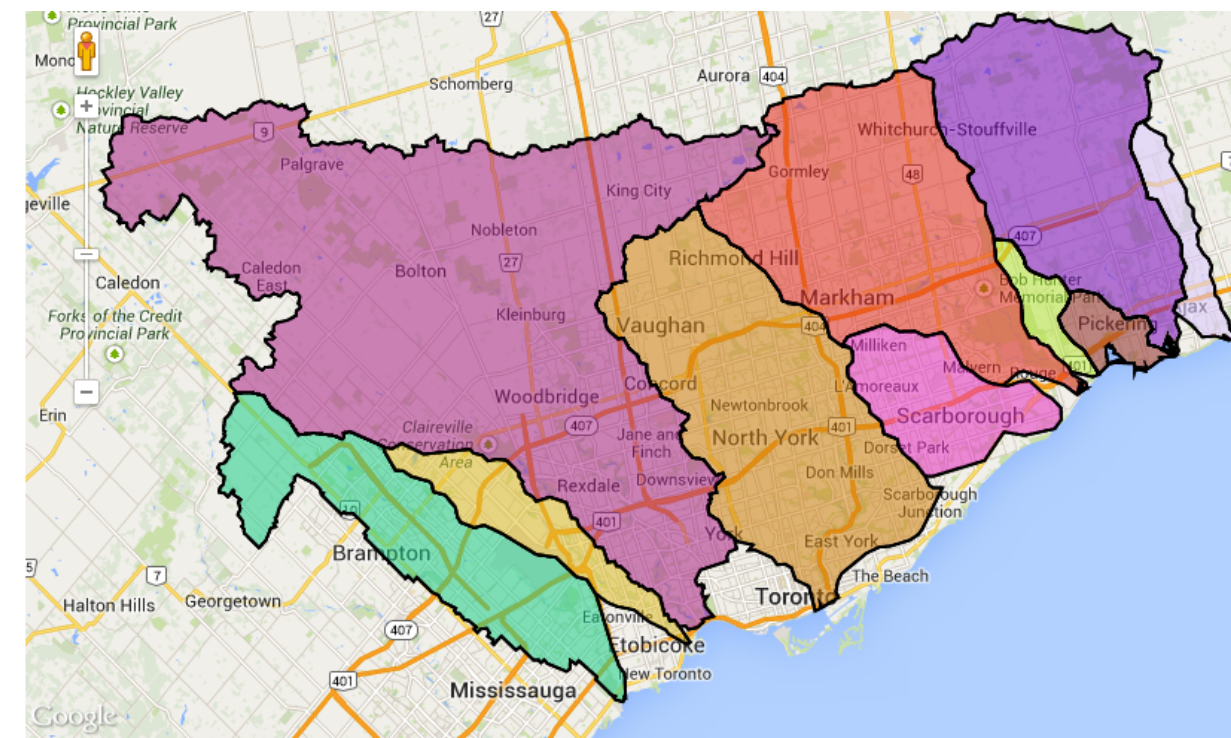 Provincial Park
27
Mono
Schomberg
Aurora
404
Hockley Valley
Provincial
Nature Reserve
9
Whitchurch-Stouffville
Palgrave
Gormley
48
King City
Nobleton
407
27
Richmond Hill
Caledon
East
Bolton
Caledon
Bob Hunter
Memorial Park
Markham
Kleinburg
Ajax
Forks of the Credit
Provincial Park
Vaughan
404
Pickering
Milliken
401
Malvern
Rouge
Concord
L'Amoreaux
Woodbridge
Newtonbrook
Erin
Scarborough
407
401
Claireville
Conservation
Area
Jane and
Finch
North York
Dorset Park
Rexdale
Downsview
Don Mills
Scarborough
Junction
10
401
York
East York
Brampton
7
The Beach
Halton Hills
Georgetown
Toronto
Eatonville
407
Etobicoke
New Toronto
401
Mississauga
Google